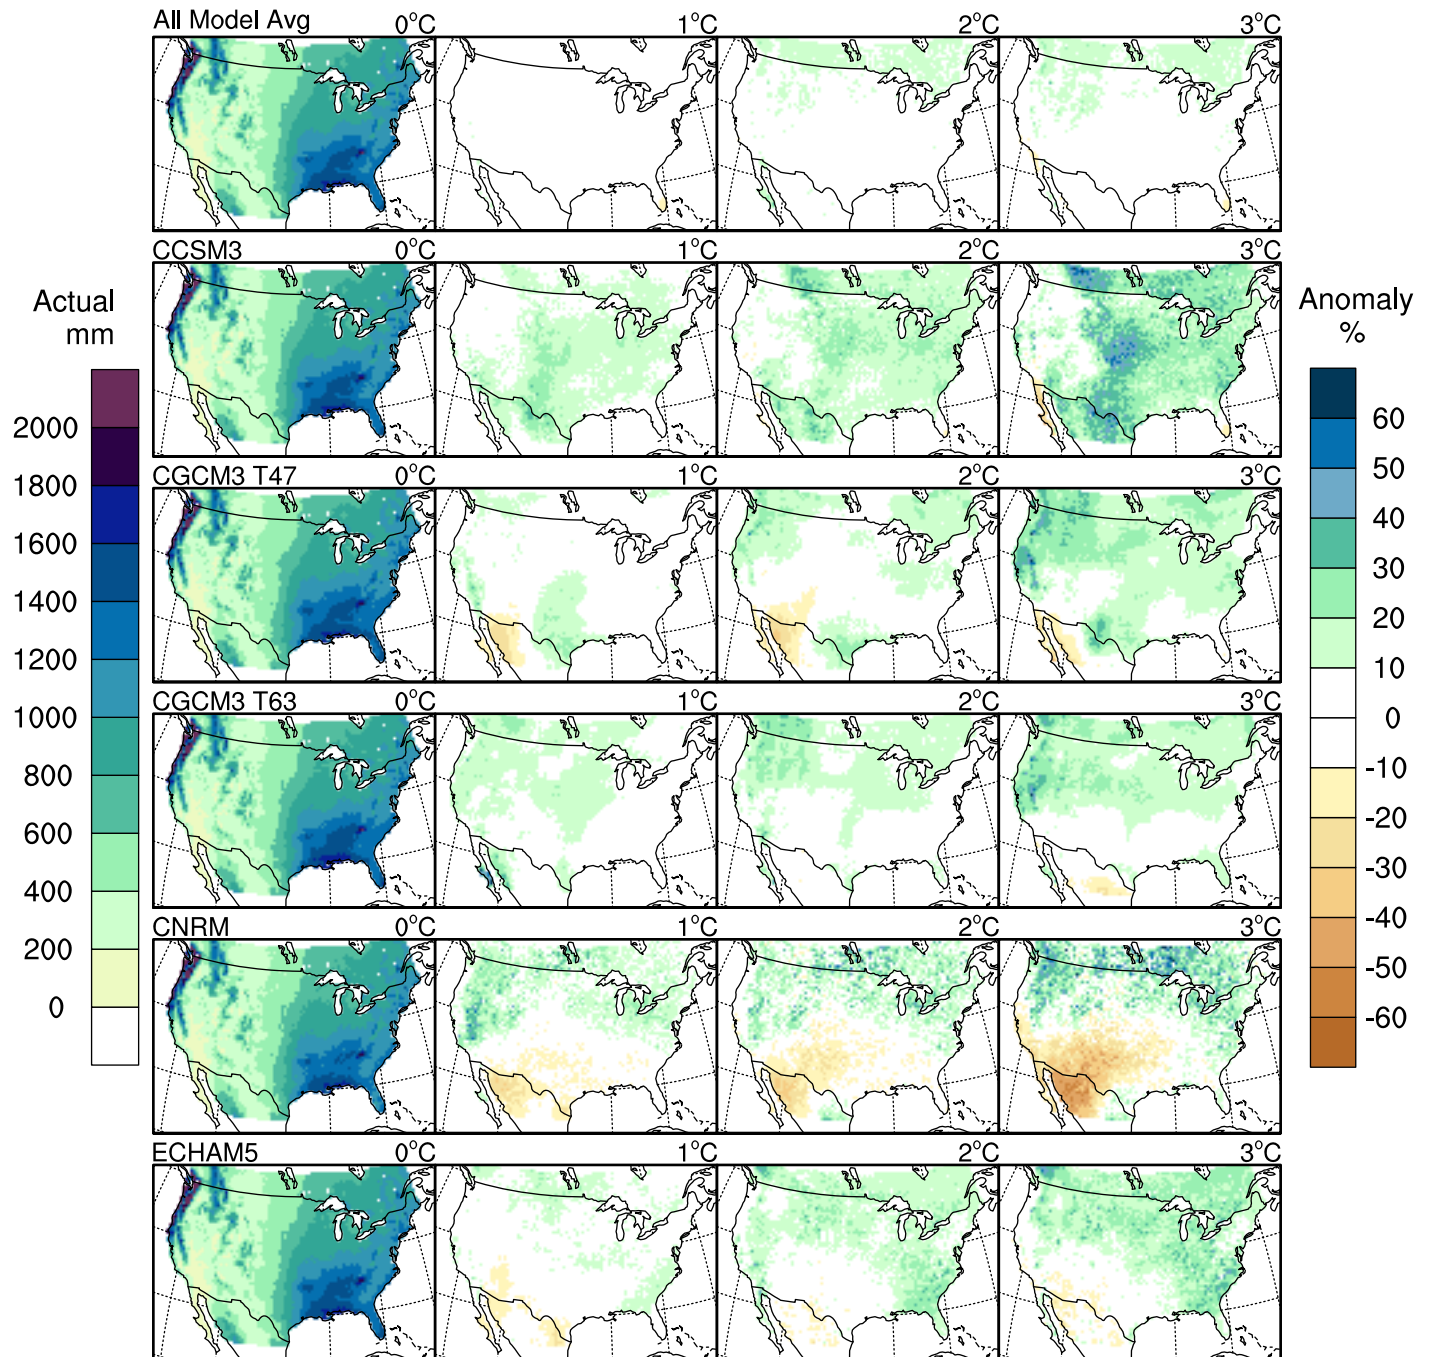 All Model Avg 0°C 1°C 2°C 3°C
CCSM3 0°C 1°C 2°C 3°C
CGCM3 T47 0°C 1°C 2°C 3°C
CGCM3 T63 0°C 1°C 2°C 3°C
CNRM 0°C 1°C 2°C 3°C
ECHAM5 0°C 1°C 2°C 3°C
Actual
mm
2000
1800
1600
1400
1200
1000
800
600
400
200
0
Anomaly
%
60
50
40
30
20
10
0
-10
-20
-30
-40
-50
-60